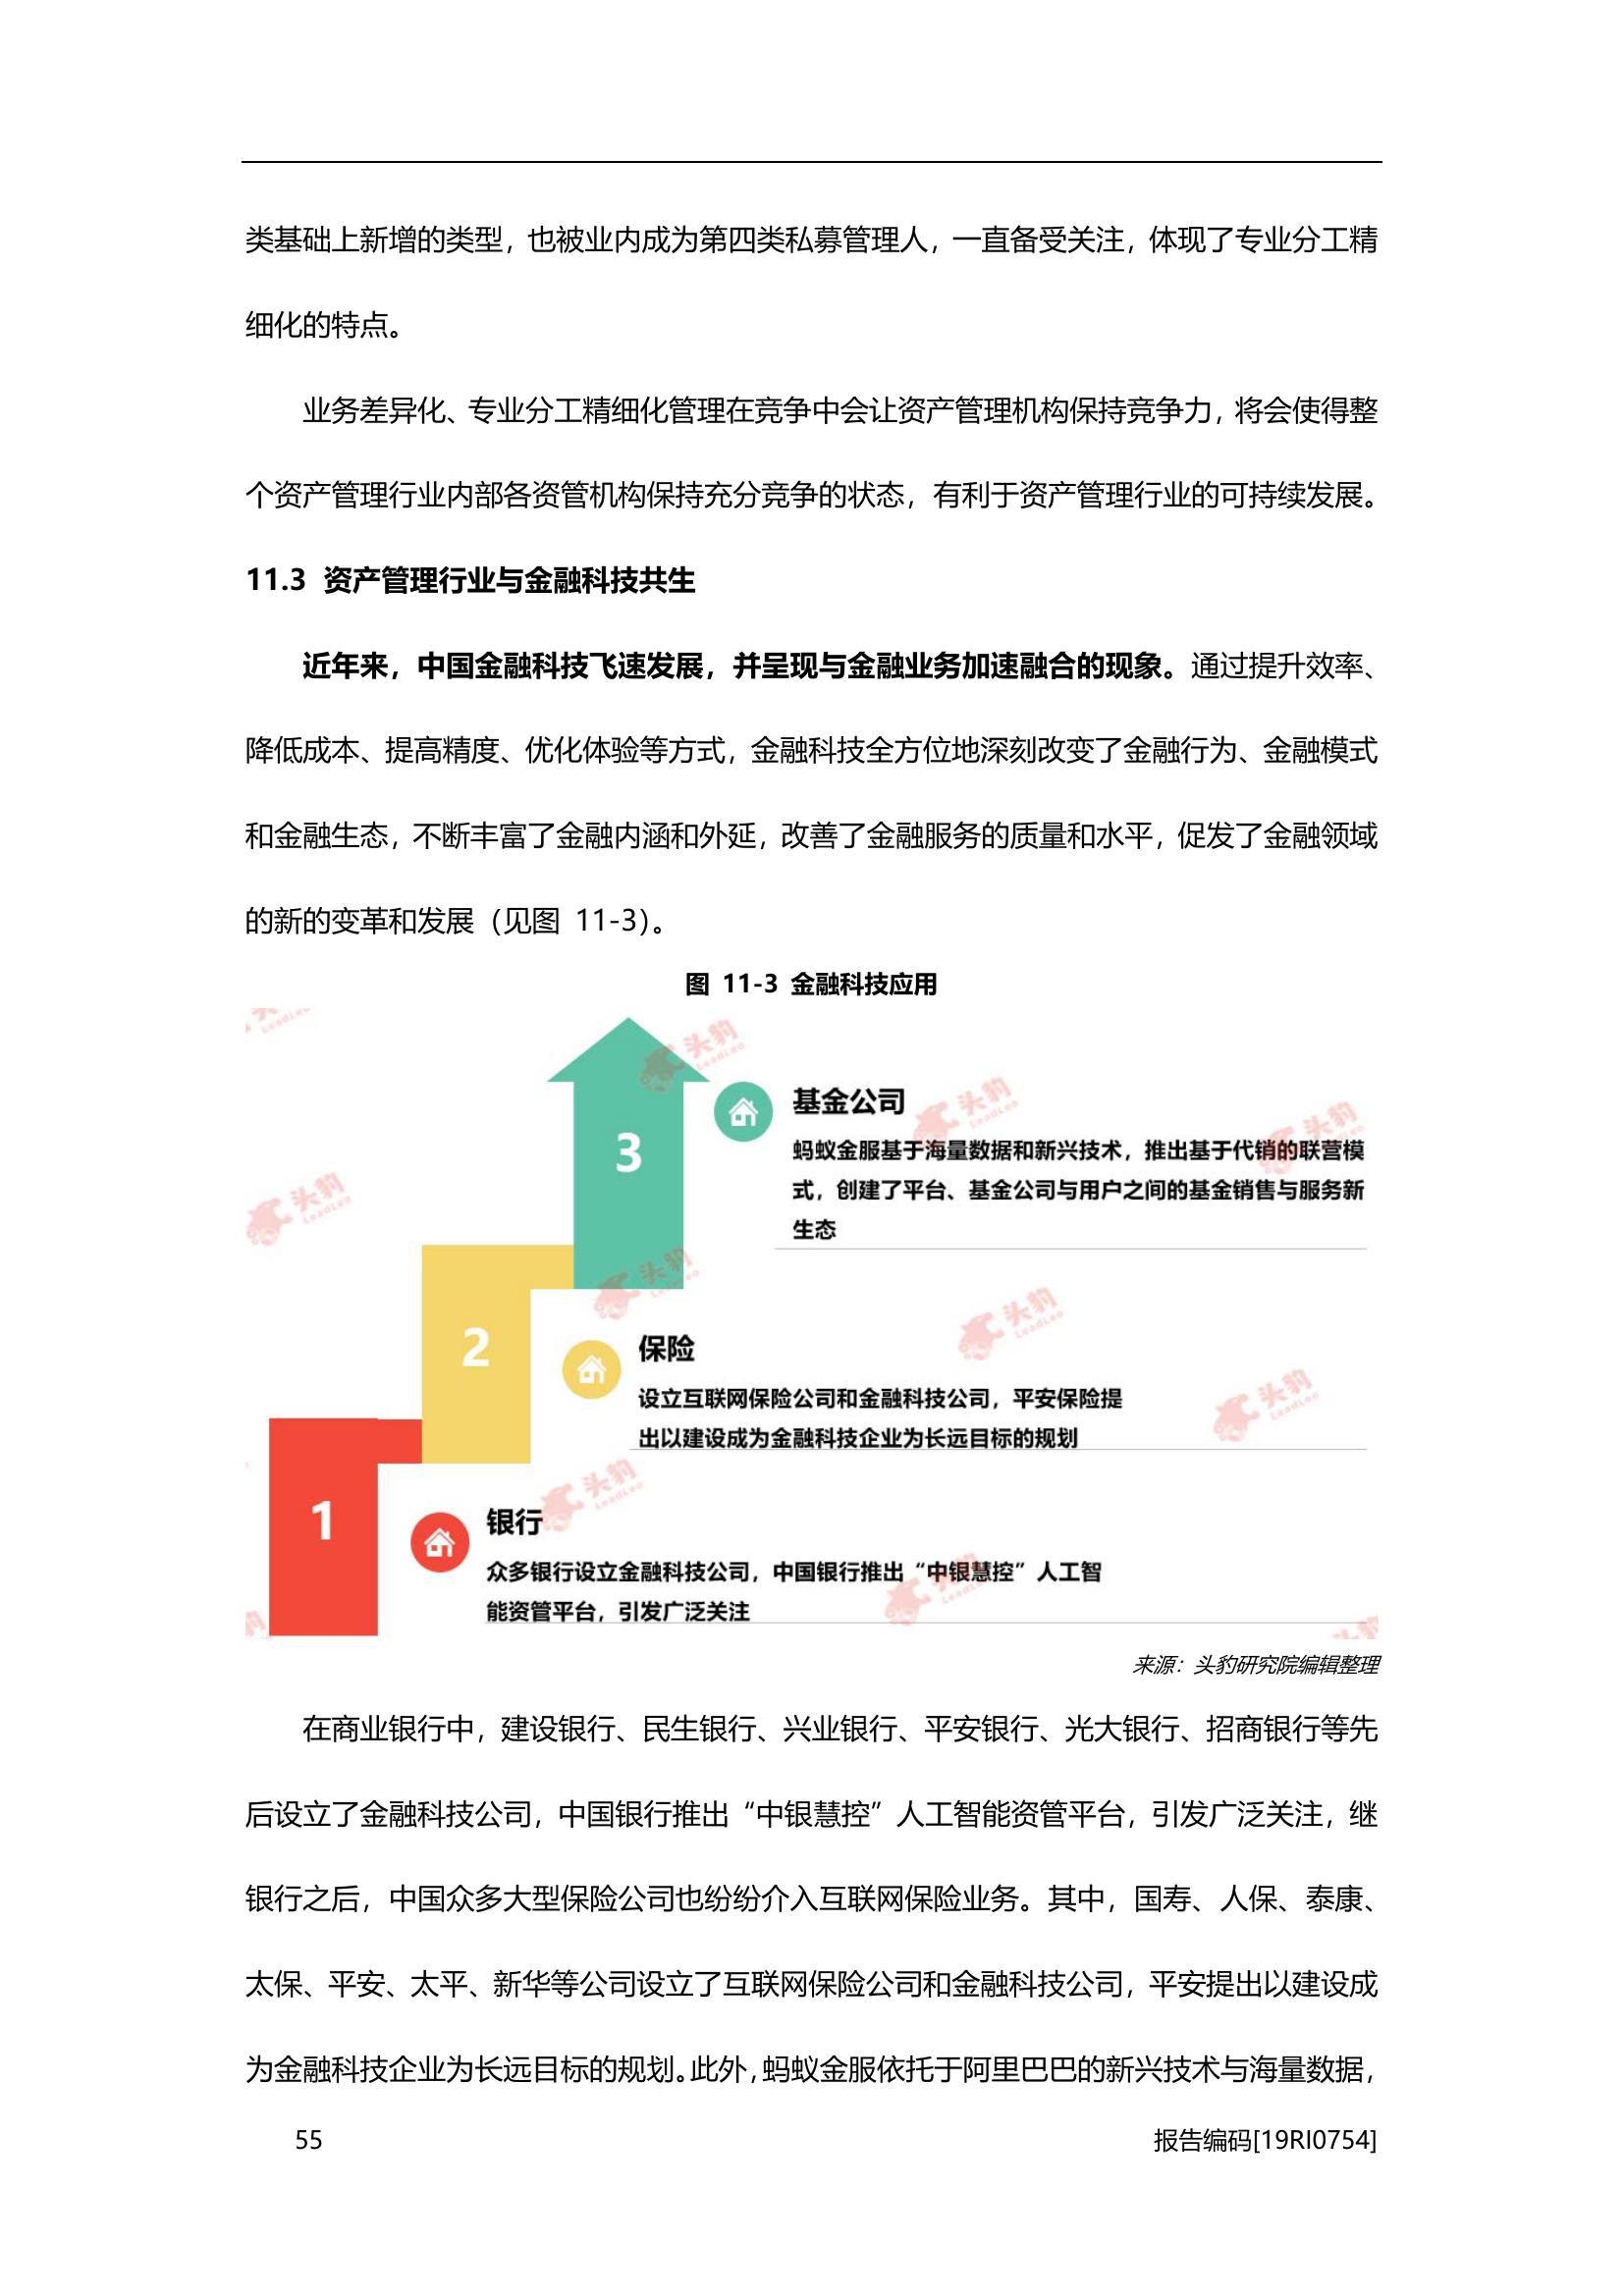 类基础上新增的类型，也被业内成为第四类私募管理人，一直备受关注，体现了专业分工精
细化的特点。
业务差异化、专业分工精细化管理在竞争中会让资产管理机构保持竞争力，将会使得整
个资产管理行业内部各资管机构保持充分竞争的状态，有利于资产管理行业的可持续发展。
11.3 资产管理行业与金融科技共生
近年来，中国金融科技飞速发展，并呈现与金融业务加速融合的现象。通过提升效率、
降低成本、提高精度、优化体验等方式，金融科技全方位地深刻改变了金融行为、金融模式
和金融生态，不断丰富了金融内涵和外延，改善了金融服务的质量和水平，促发了金融领域
的新的变革和发展（见图 11-3）。
图 11-3 金融科技应用
3
基金公司
蚂蚁金服基于海量数据和新兴技术，推出基于代销的联营模
式，创建了平台、基金公司与用户之间的基金销售与服务新
生态
2
保险
设立互联网保险公司和金融科技公司，平安保险提
出以建设成为金融科技企业为长远目标的规划
1
银行
众多银行设立金融科技公司，中国银行推出“中银慧控”人工智
能资管平台，引发广泛关注
头豹
LeadLeo
来源：头豹研究院编辑整理
在商业银行中，建设银行、民生银行、兴业银行、平安银行、光大银行、招商银行等先
后设立了金融科技公司，中国银行推出“中银慧控”人工智能资管平台，引发广泛关注，继
银行之后，中国众多大型保险公司也纷纷介入互联网保险业务。其中，国寿、人保、泰康、
太保、平安、太平、新华等公司设立了互联网保险公司和金融科技公司，平安提出以建设成
为金融科技企业为长远目标的规划。此外，蚂蚁金服依托于阿里巴巴的新兴技术与海量数据，
55
报告编码[19RI0754]